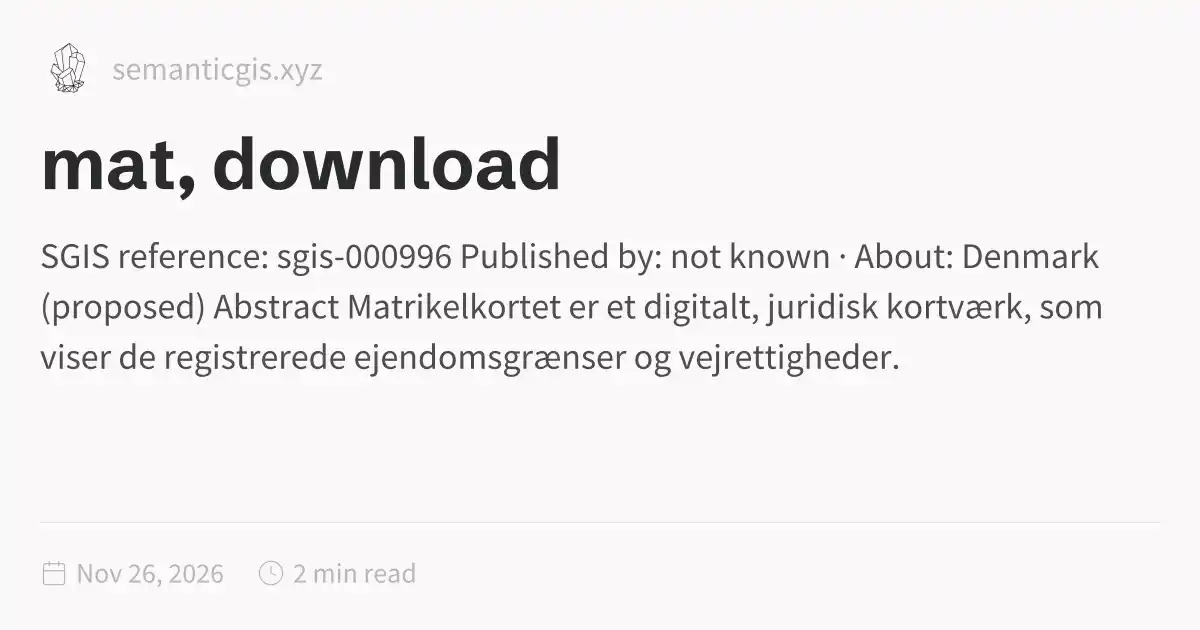 semanticgis.xyz
mat, download
SGIS reference: sgis-000996 Published by: not known · About: Denmark
(proposed) Abstract Matrikelkortet er et digitalt, juridisk kortværk, som
viser de registrerede ejendomsgrænser og vejrettigheder.
Nov 26, 2026 2 min read